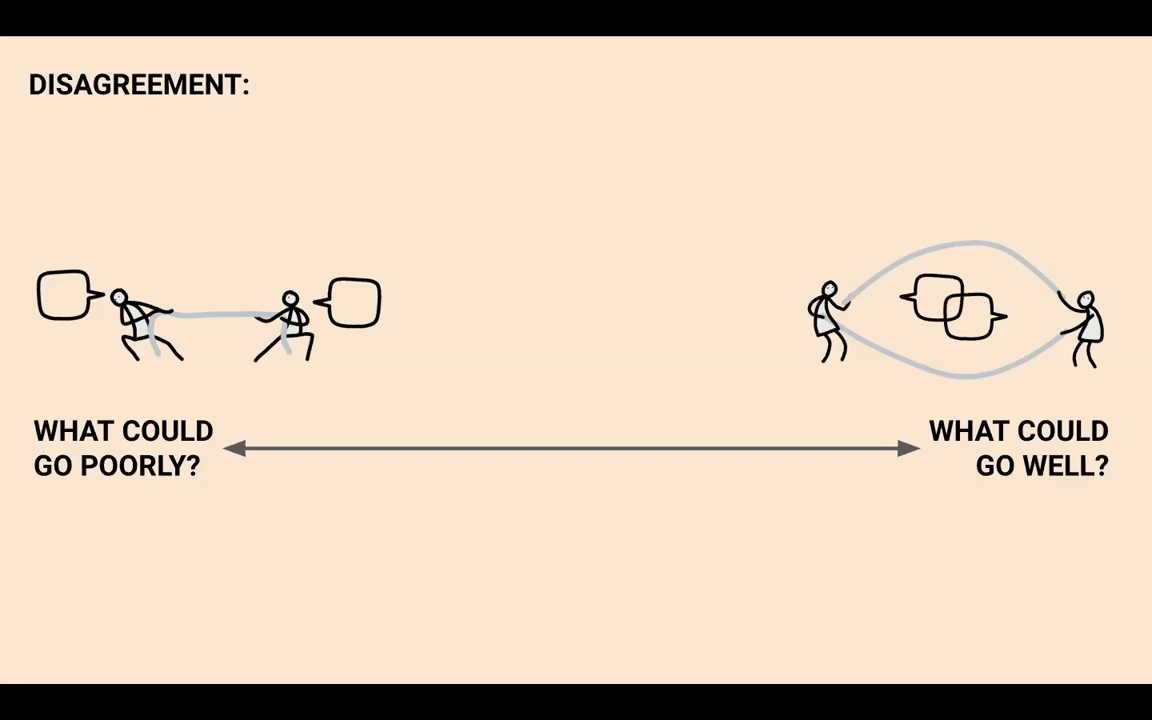 DISAGREEMENT:
WHAT COULD
GO POORLY?
WHAT COULD
GO WELL?